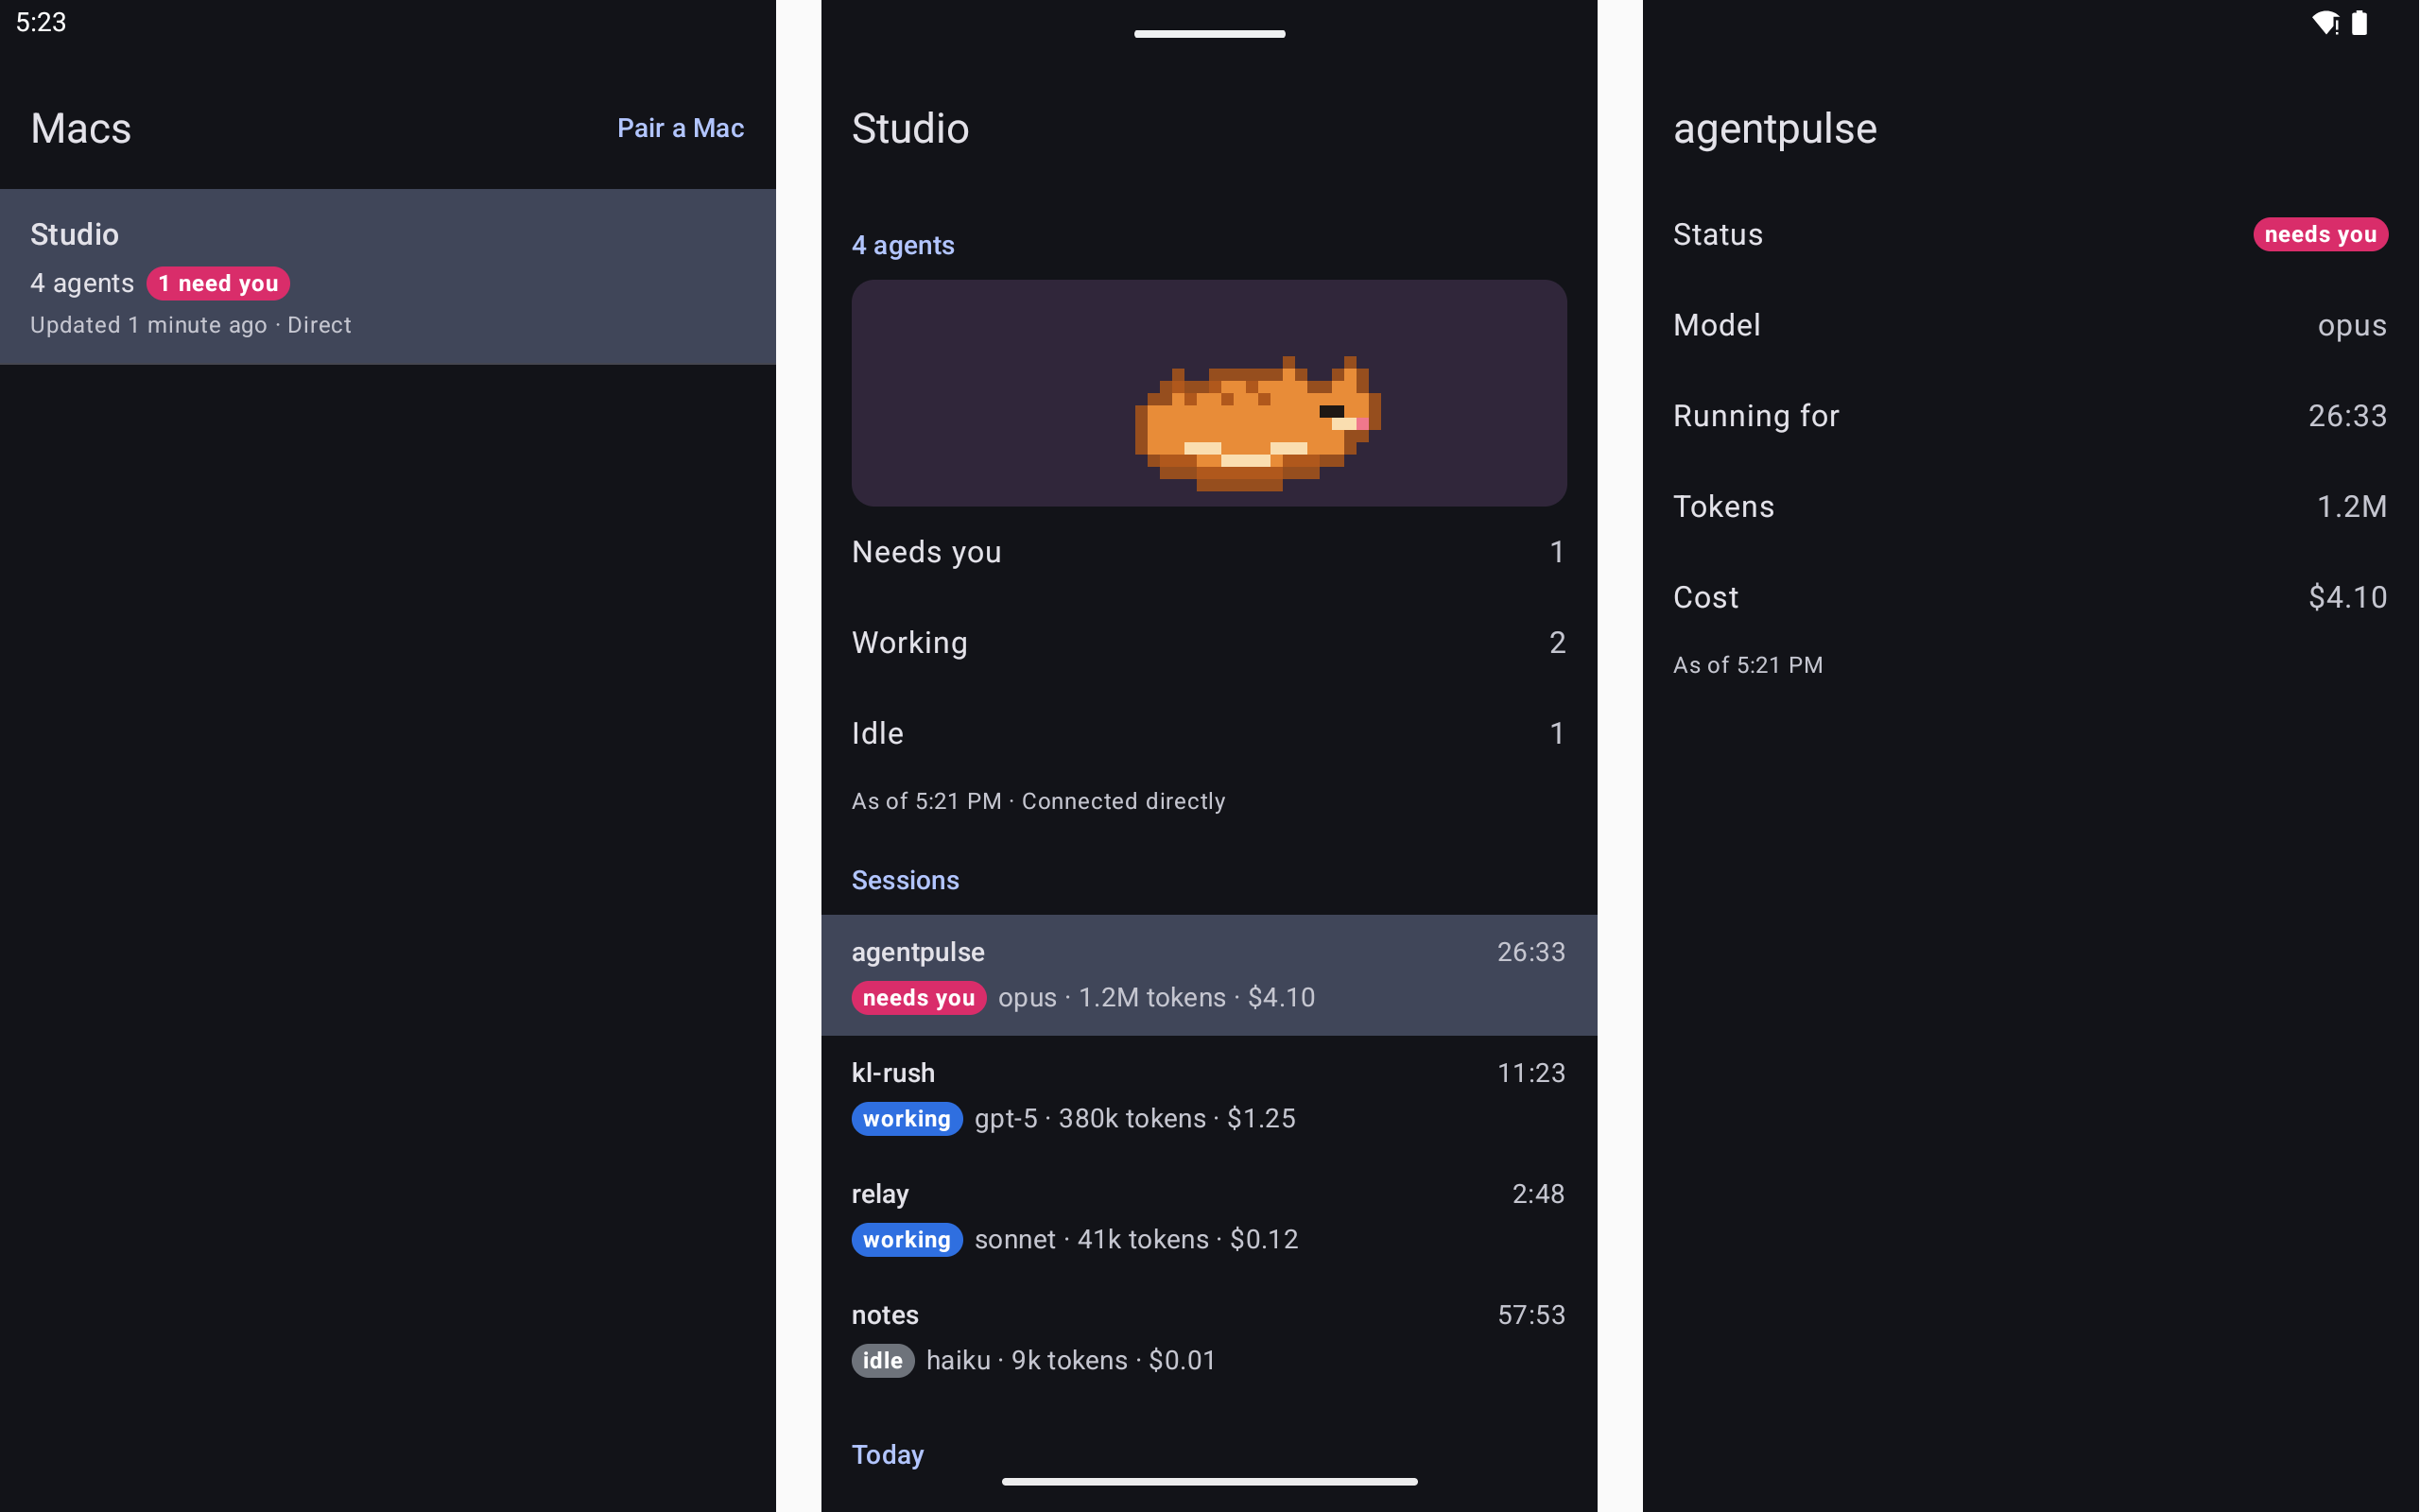 5:23
Macs
Pair a Mac
Studio
4 agents 1 need you
Updated 1 minute ago · Direct
Studio
4 agents
Needs you 1
Working 2
Idle 1
As of 5:21 PM · Connected directly
Sessions
agentpulse 26:33
needs you opus · 1.2M tokens · $4.10
kl-rush 11:23
working gpt-5 · 380k tokens · $1.25
relay 2:48
working sonnet · 41k tokens · $0.12
notes 57:53
idle haiku · 9k tokens · $0.01
Today
agentpulse
Status needs you
Model opus
Running for 26:33
Tokens 1.2M
Cost $4.10
As of 5:21 PM